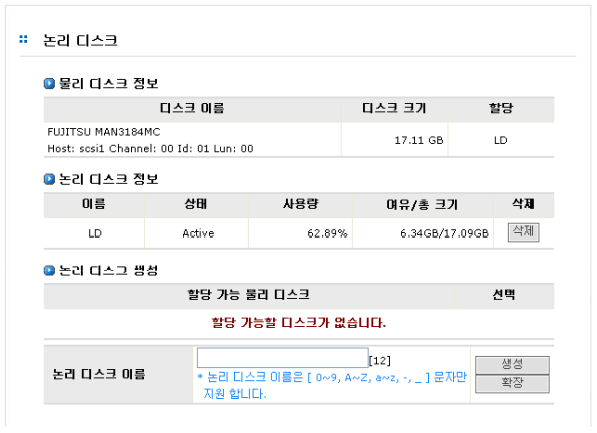 논리 디스크
물리 디스크 정보
디스크 이름 디스크 크기 할당
FUJITSU MAN3184MC
Host: scsi1 Channel: 00 Id: 01 Lun: 00
17.11 GB LD
논리 디스크 정보
이름 상태 사용량 여유/총 크기 삭제
LD Active 62.89% 6.34GB/17.09GB 삭제
논리 디스그 생성
할당 가능 물리 디스크 선택
할당 가능할 디스크가 없습니다.
논리 디스크 이름
[12]
* 논리 디스크 이름은 [ 0~9, A~Z, a~z, -, _ ] 문자만
지원 합니다.
생성
확장